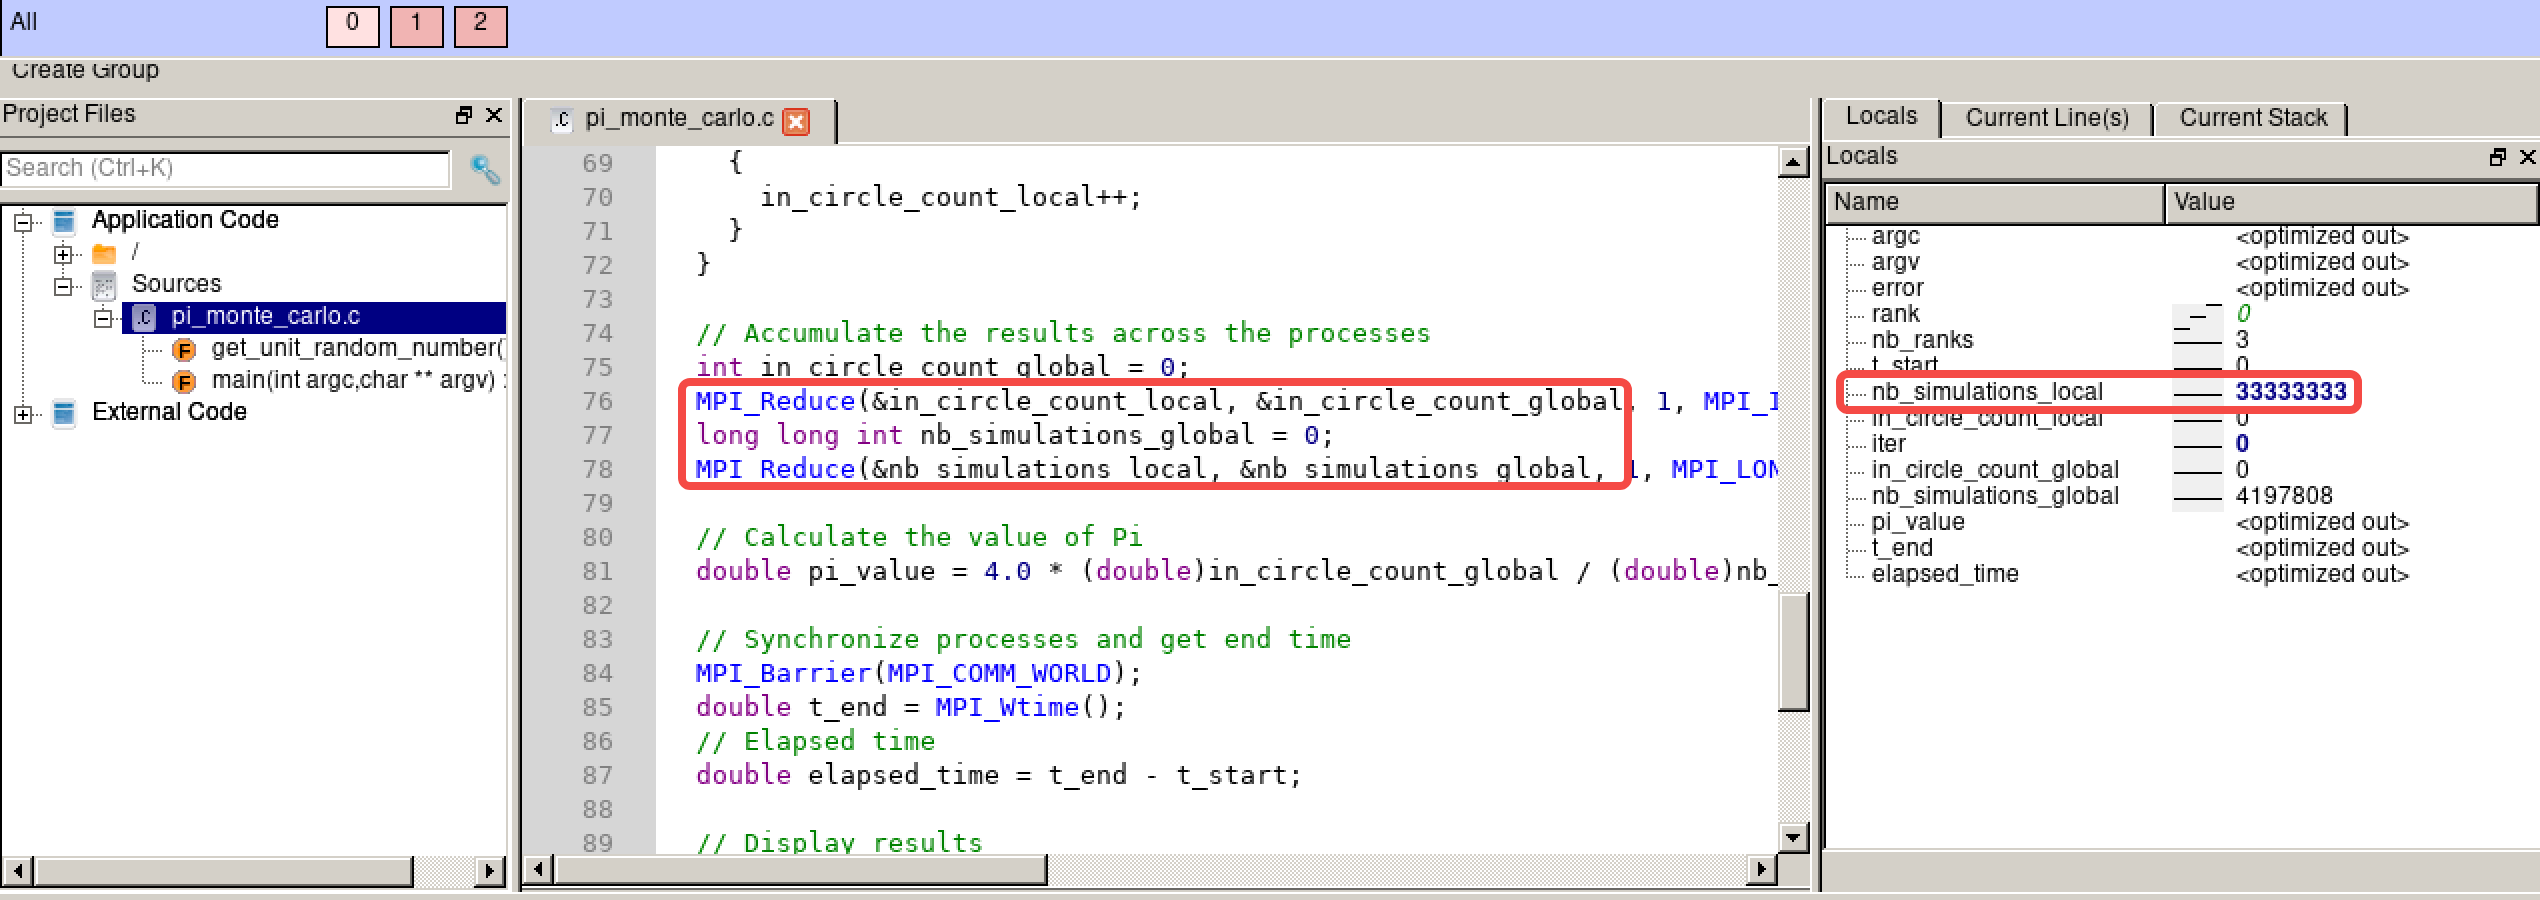 All 0 1 2
Create Group
Project Files
Search (Ctrl+K)
Application Code
/
Sources
.C pi_monte_carlo.c
F get_unit_random_number(
F main(int argc,char ** argv) :
External Code
.C pi_monte_carlo.c
69 {
70 in_circle_count_local++;
71 }
72 }
73
74 // Accumulate the results across the processes
75 int in_circle_count_global = 0;
76 MPI_Reduce(&in_circle_count_local, &in_circle_count_global, 1, MPI_I
77 long long int nb_simulations_global = 0;
78 MPI_Reduce(&nb_simulations_local, &nb_simulations_global, 1, MPI_LON
79
80 // Calculate the value of Pi
81 double pi_value = 4.0 * (double)in_circle_count_global / (double)nb_
82
83 // Synchronize processes and get end time
84 MPI_Barrier(MPI_COMM_WORLD);
85 double t_end = MPI_Wtime();
86 // Elapsed time
87 double elapsed_time = t_end - t_start;
88
89 // Display results
Locals Current Line(s) Current Stack
Locals
Name Value
argc <optimized out>
argv <optimized out>
error <optimized out>
rank 0
nb_ranks 3
t_start 0
nb_simulations_local 33333333
in_circle_count_local 0
iter 0
in_circle_count_global 0
nb_simulations_global 4197808
pi_value <optimized out>
t_end <optimized out>
elapsed_time <optimized out>